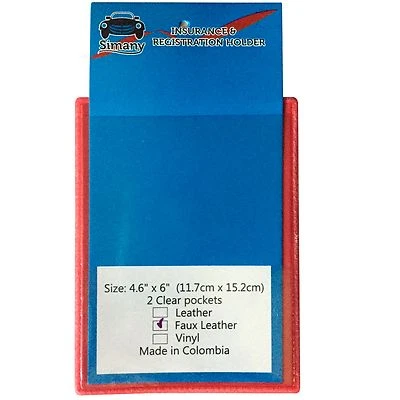 Simany
INSURANCE &
REGISTRATION HOLDER
Size: 4.6" x 6" (11.7cm x 15.2cm)
2 Clear pockets
Leather
Faux Leather
Vinyl
Made in Colombia